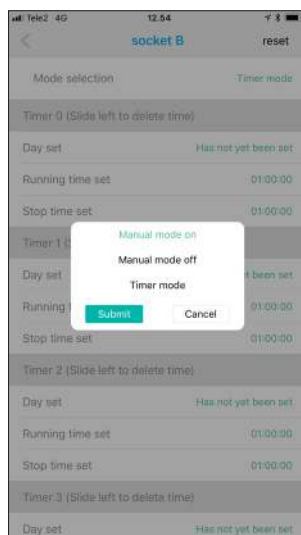 Tele2 4G 12.54
socket B reset
Mode selection Timer mode
Timer 0 (Slide left to delete time)
Day set Has not yet been set
Running time set 01:00:00
Stop time set 01:00:00
Timer 1 (S
Manual mode on
Manual mode off
Timer mode
Day set t been set
Running t 01:00:00
Submit Cancel
Stop time set 01:00:00
Timer 2 (Slide left to delete time)
Day set Has not yet been set
Running time set 01:00:00
Stop time set 01:00:00
Timer 3 (Slide left to delete time)
Day set Has not yet been set